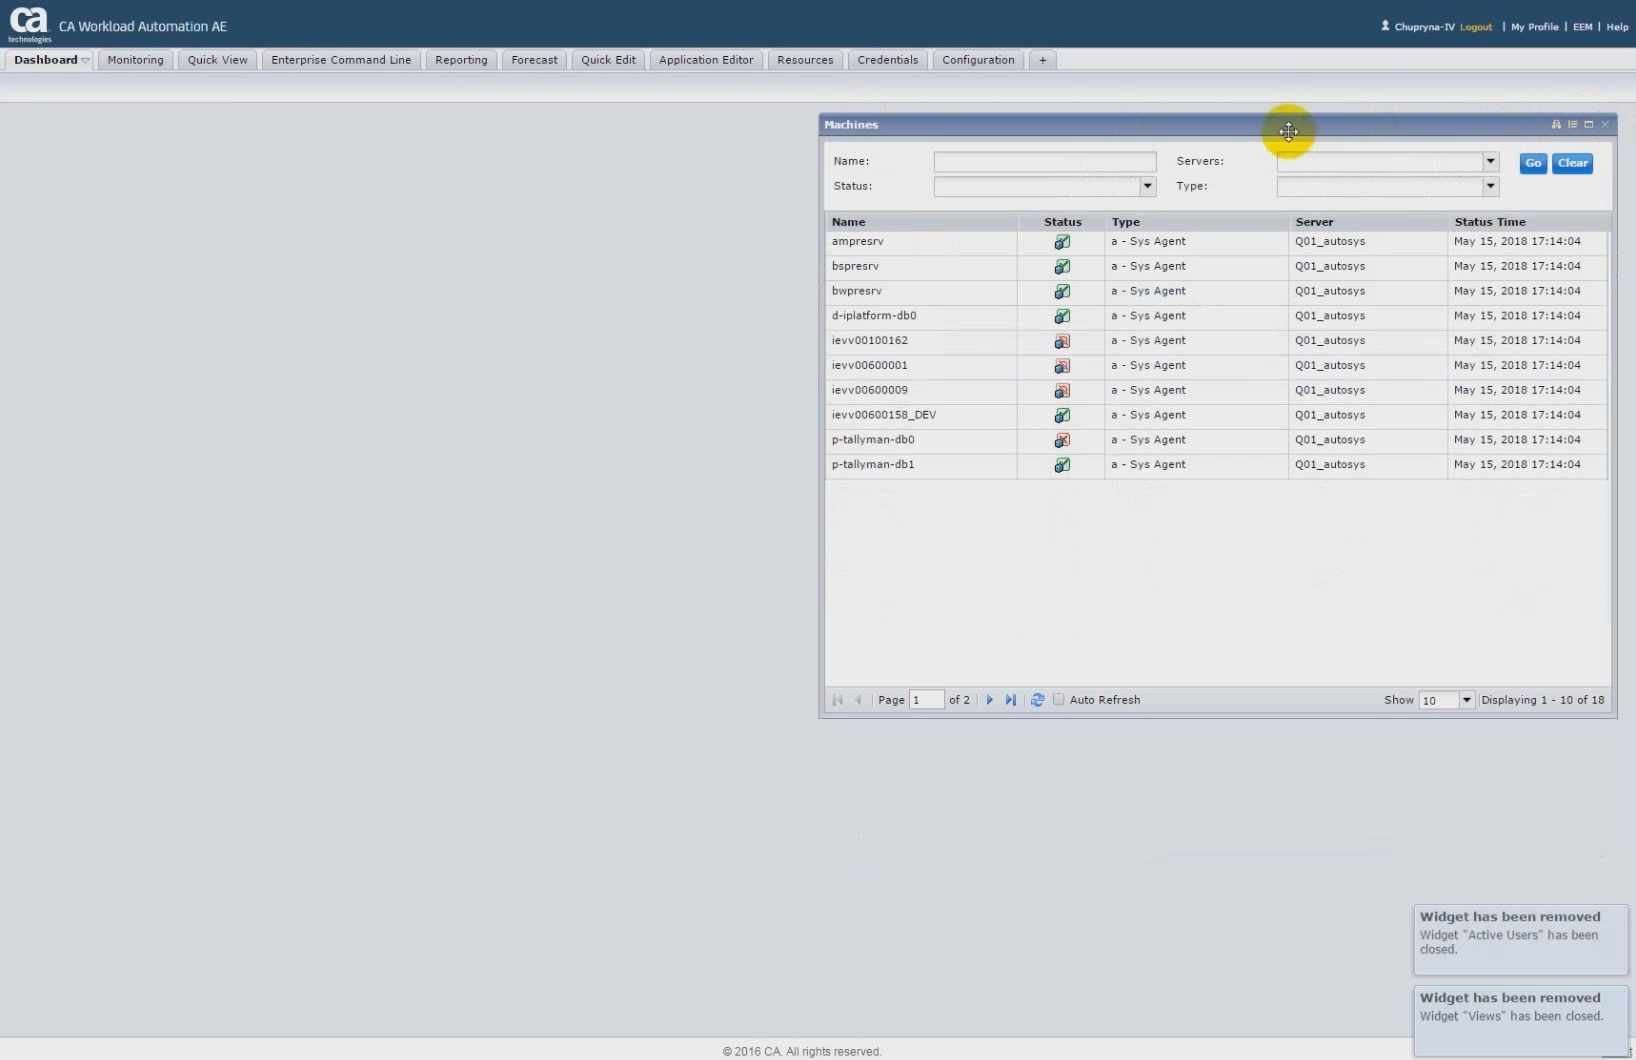 ca
technologies
CA Workload Automation AE
Chupryna-IV Logout | My Profile | EEM | Help
Dashboard Monitoring Quick View Enterprise Command Line Reporting Forecast Quick Edit Application Editor Resources Credentials Configuration +
Machines
Name: Servers: Go Clear
Status: Type:
Name Status Type Server Status Time
ampresrv a - Sys Agent Q01_autosys May 15, 2018 17:14:04
bspresrv a - Sys Agent Q01_autosys May 15, 2018 17:14:04
bwpresrv a - Sys Agent Q01_autosys May 15, 2018 17:14:04
d-iplatform-db0 a - Sys Agent Q01_autosys May 15, 2018 17:14:04
ievv00100162 a - Sys Agent Q01_autosys May 15, 2018 17:14:04
ievv00600001 a - Sys Agent Q01_autosys May 15, 2018 17:14:04
ievv00600009 a - Sys Agent Q01_autosys May 15, 2018 17:14:04
ievv00600158_DEV a - Sys Agent Q01_autosys May 15, 2018 17:14:04
p-tallyman-db0 a - Sys Agent Q01_autosys May 15, 2018 17:14:04
p-tallyman-db1 a - Sys Agent Q01_autosys May 15, 2018 17:14:04
Page 1 of 2 Auto Refresh Show 10 Displaying 1 - 10 of 18
Widget has been removed
Widget "Active Users" has been
closed.
Widget has been removed
Widget "Views" has been closed.
© 2016 CA. All rights reserved.